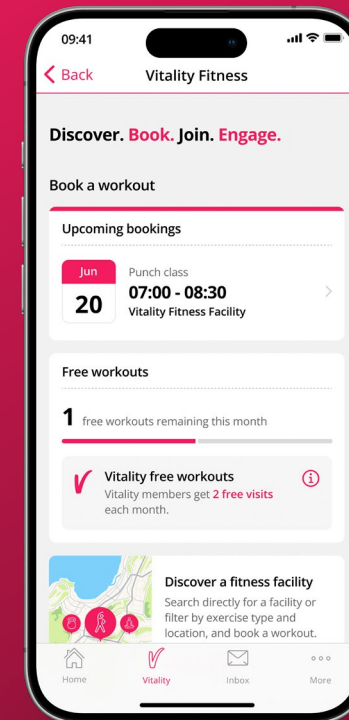 09:41
Back
Vitality Fitness
Discover. Book. Join. Engage.
Book a workout
Upcoming bookings
Jun
20
Punch class
07:00 - 08:30
Vitality Fitness Facility
Free workouts
1 free workouts remaining this month
Vitality free workouts
Vitality members get 2 free visits
each month.
Discover a fitness facility
Search directly for a facility or
filter by exercise type and
location, and book a workout.
Home
Vitality
Inbox
More